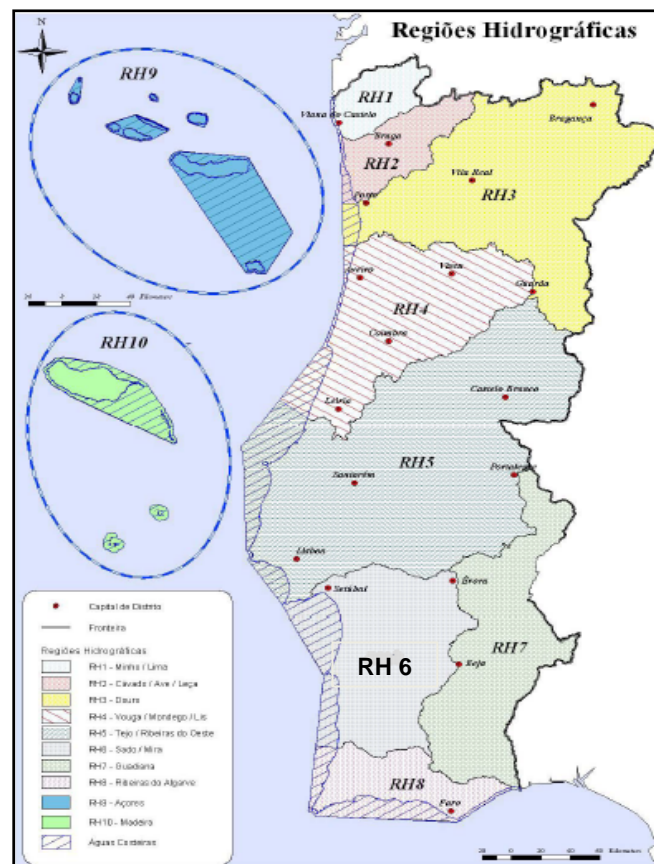 Regiões Hidrográficas
N
RH9
RH1
Viana do Castelo
Bragança
Braga
RH2
Vila Real
RH3
Porto
Viseu
Guarda
RH4
Coimbra
RH10
Castelo Branco
Leiria
RH5
Portalegre
Santarém
Lisboa
Setúbal
Évora
RH 6
RH7
Beja
RH8
Faro
Capital de Distrito
Fronteira
Regiões Hidrográficas
RH1 - Minho / Lima
RH2 - Cávado / Ave / Leça
RH3 - Douro
RH4 - Vouga / Mondego / Lis
RH5 - Tejo / Ribeiras do Oeste
RH6 - Sado / Mira
RH7 - Guadiana
RH8 - Ribeiras do Algarve
RH9 - Açores
RH10 - Madeira
Águas Costeiras